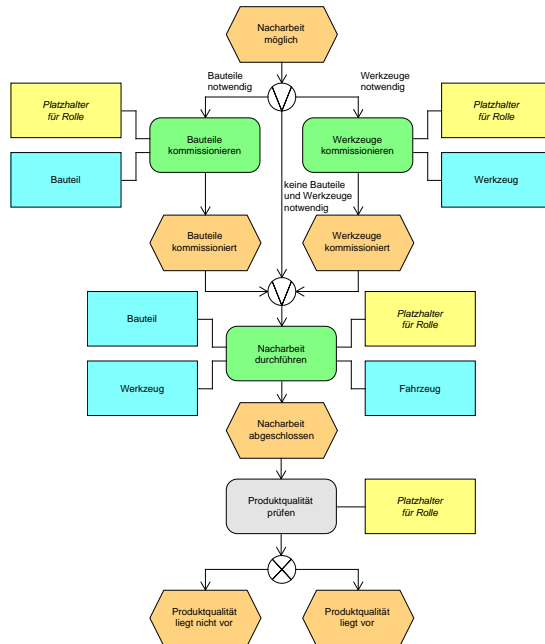 Nacharbeit
möglich
Bauteile
notwendig
Werkzeuge
notwendig
Platzhalter
für Rolle
Bauteile
kommissionieren
Werkzeuge
kommissionieren
Platzhalter
für Rolle
Bauteil
Werkzeug
keine Bauteile
und Werkzeuge
notwendig
Bauteile
kommissioniert
Werkzeuge
kommissioniert
Bauteil
Platzhalter
für Rolle
Nacharbeit
durchführen
Werkzeug
Fahrzeug
Nacharbeit
abgeschlossen
Produktqualität
prüfen
Platzhalter
für Rolle
Produktqualität
liegt nicht vor
Produktqualität
liegt vor